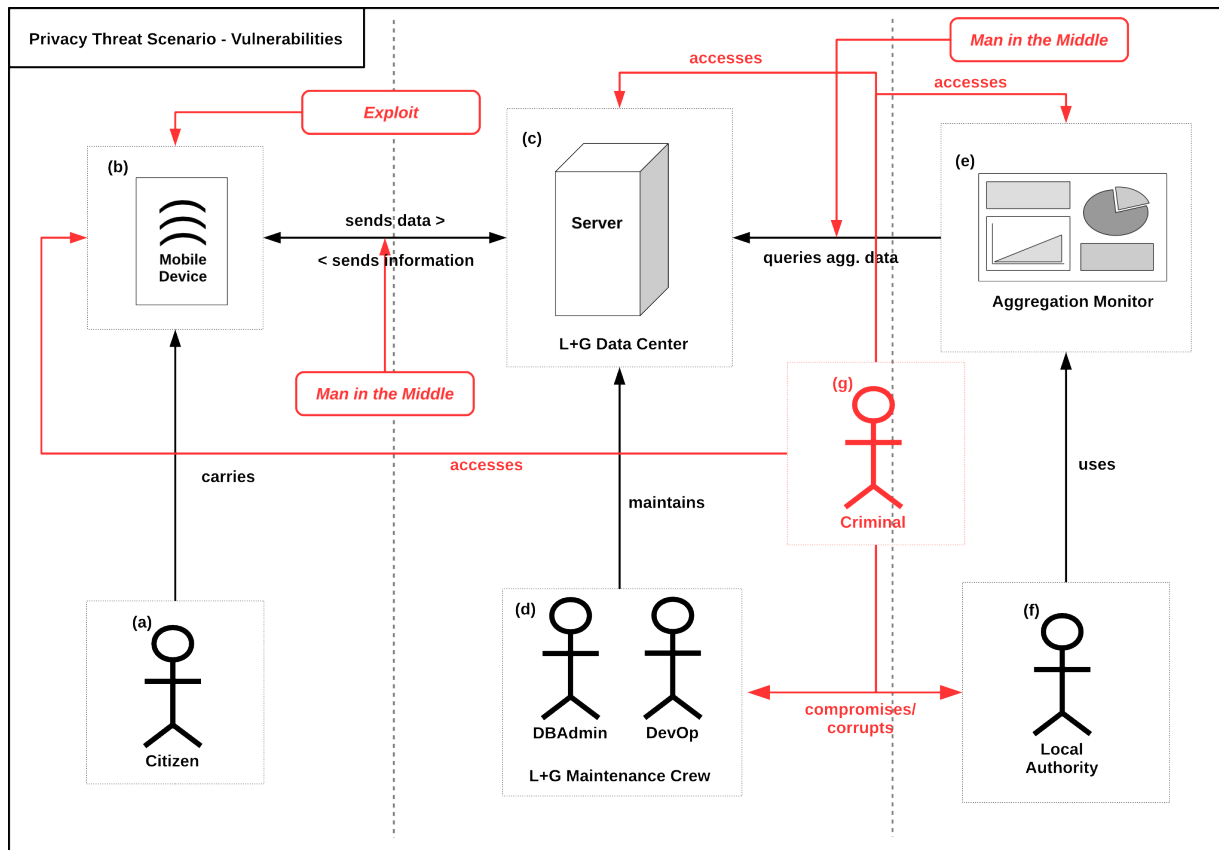 Privacy Threat Scenario - Vulnerabilities
Man in the Middle
accesses
accesses
Exploit
(b)
(c)
(e)
Mobile
Device
sends data >
< sends information
Server
L+G Data Center
queries agg. data
Aggregation Monitor
Man in the Middle
(g)
Criminal
accesses
carries
maintains
uses
(a)
Citizen
(d)
DBAdmin
DevOp
L+G Maintenance Crew
compromises/
corrupts
(f)
Local
Authority